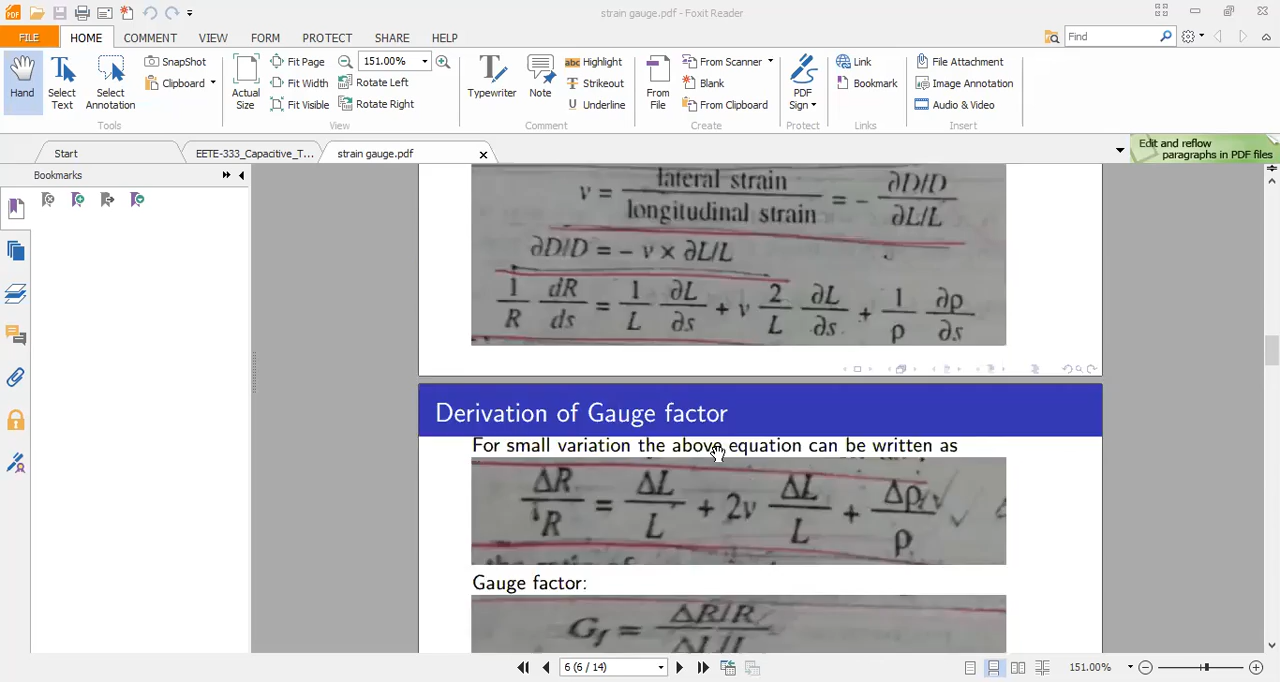 strain gauge.pdf - Foxit Reader
FILE HOME COMMENT VIEW FORM PROTECT SHARE HELP
Find
Hand
Select Text
Select Annotation
SnapShot
Clipboard
Tools
Actual Size
Fit Page
Fit Width
Fit Visible
151.00%
Rotate Left
Rotate Right
View
Typewriter
Note
Highlight
Strikeout
Underline
Comment
From File
From Scanner
Blank
From Clipboard
Create
PDF Sign
Protect
Link
Bookmark
Links
File Attachment
Image Annotation
Audio & Video
Insert
Start
EETE-333_Capacitive_T...
strain gauge.pdf
Edit and reflow
paragraphs in PDF files
Bookmarks
ν = lateral strain / longitudinal strain = - ∂D/D / ∂L/L
∂D/D = - ν × ∂L/L
1/R dR/ds = 1/L ∂L/∂s + ν 2/L ∂L/∂s + 1/ρ ∂ρ/∂s
Derivation of Gauge factor
For small variation the above equation can be written as
ΔR/R = ΔL/L + 2ν ΔL/L + Δρ/ρ
Gauge factor:
Gf = ΔR/R / ΔL/L
6 (6 / 14)
151.00%